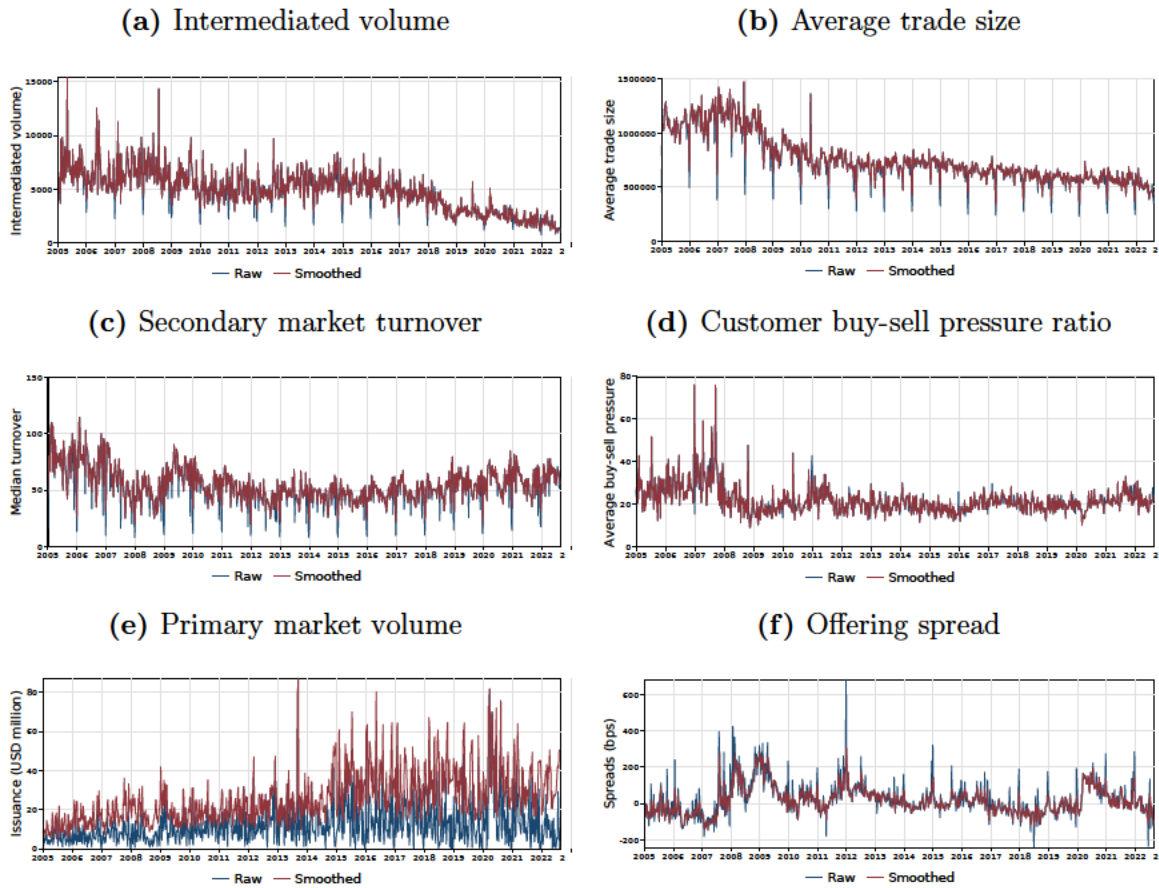 (a) Intermediated volume
(b) Average trade size
Intermediated volume)
15000
10000
5000
0
2005 2006 2007 2008 2009 2010 2011 2012 2013 2014 2015 2016 2017 2018 2019 2020 2021 2022 2
Raw Smoothed
Average trade size
1500000
1000000
500000
0
2005 2006 2007 2008 2009 2010 2011 2012 2013 2014 2015 2016 2017 2018 2019 2020 2021 2022 2
Raw Smoothed
(c) Secondary market turnover
(d) Customer buy-sell pressure ratio
Median turnover
150
100
50
0
2005 2006 2007 2008 2009 2010 2011 2012 2013 2014 2015 2016 2017 2018 2019 2020 2021 2022 2
Raw Smoothed
Average buy-sell pressure
80
60
40
20
0
2005 2006 2007 2008 2009 2010 2011 2012 2013 2014 2015 2016 2017 2018 2019 2020 2021 2022 2
Raw Smoothed
(e) Primary market volume
(f) Offering spread
Issuance (USD million)
80
60
40
20
0
2005 2006 2007 2008 2009 2010 2011 2012 2013 2014 2015 2016 2017 2018 2019 2020 2021 2022 2
Raw Smoothed
Spreads (bps)
600
400
200
0
-200
2005 2006 2007 2008 2009 2010 2011 2012 2013 2014 2015 2016 2017 2018 2019 2020 2021 2022 2
Raw Smoothed